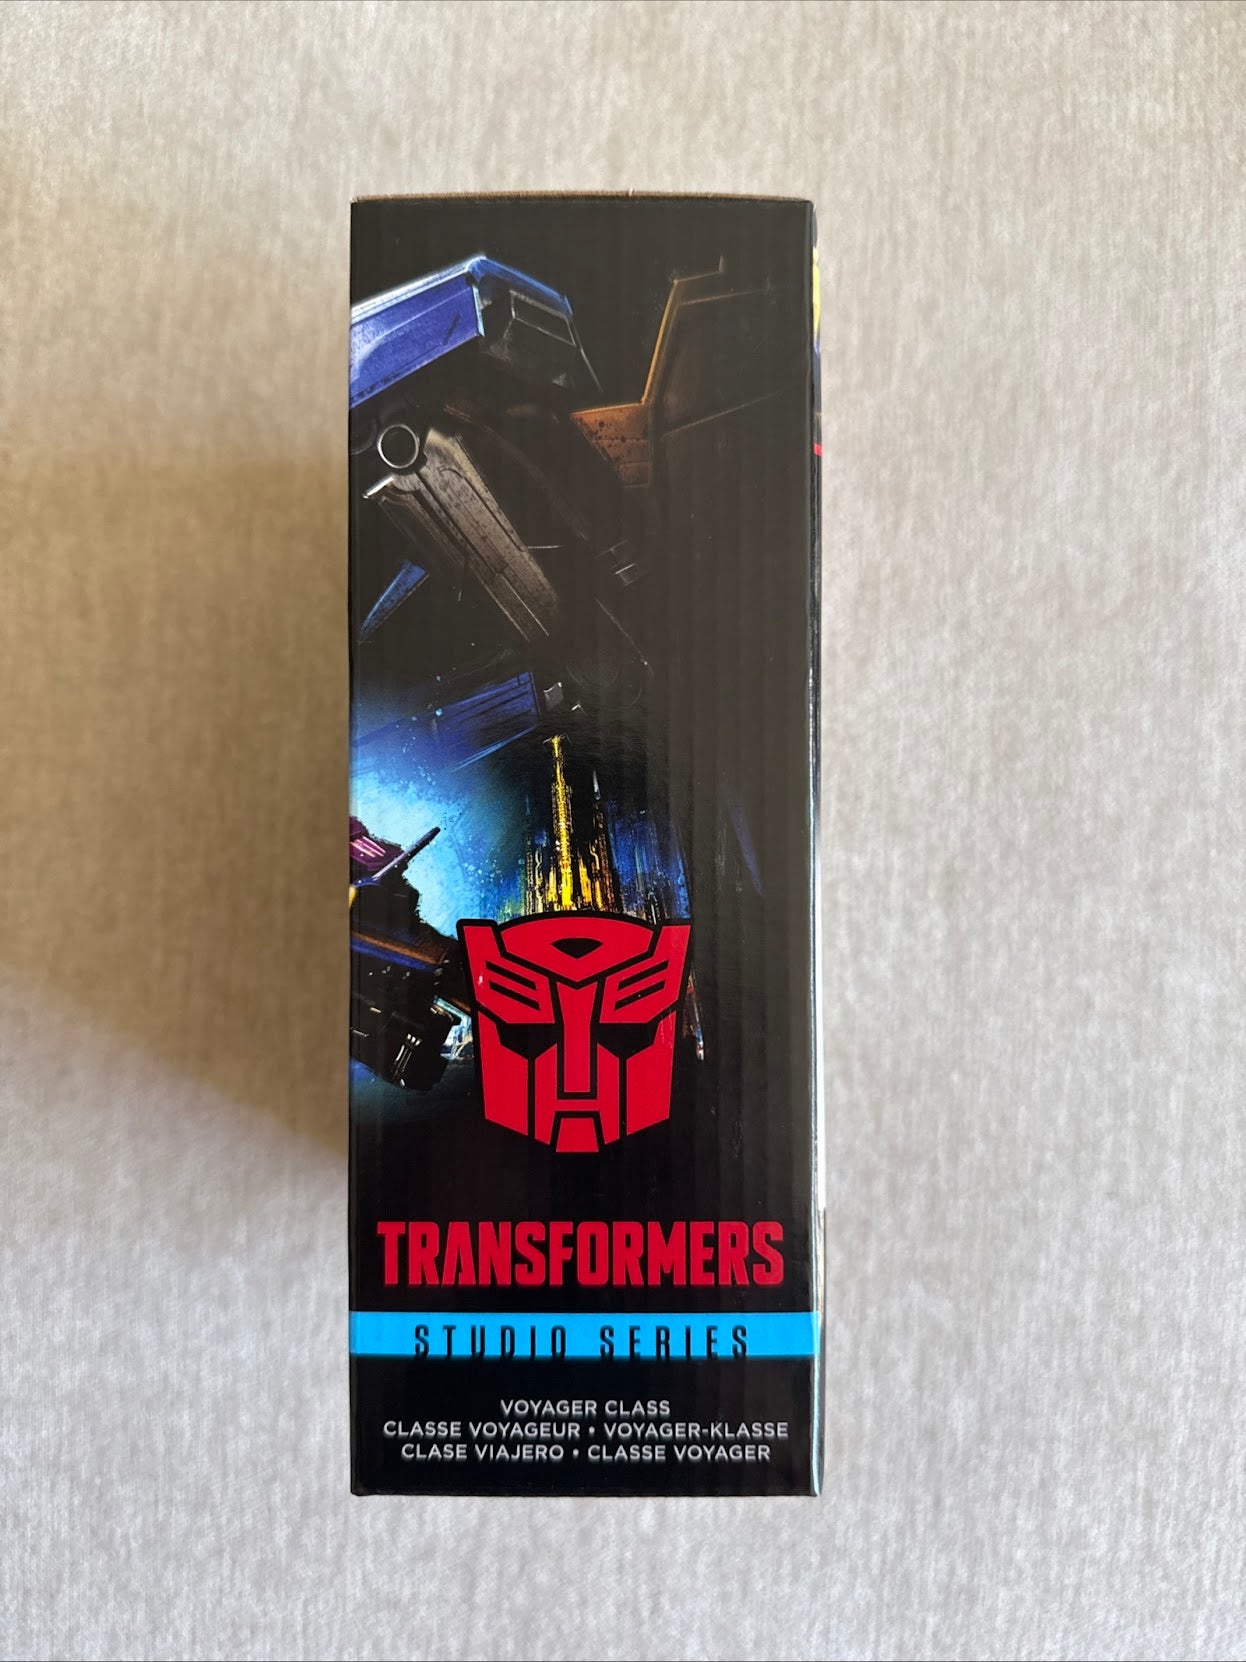 TRANSFORMERS
STUDIO SERIES
VOYAGER CLASS
CLASSE VOYAGEUR • VOYAGER-KLASSE
CLASE VIAJERO • CLASSE VOYAGER